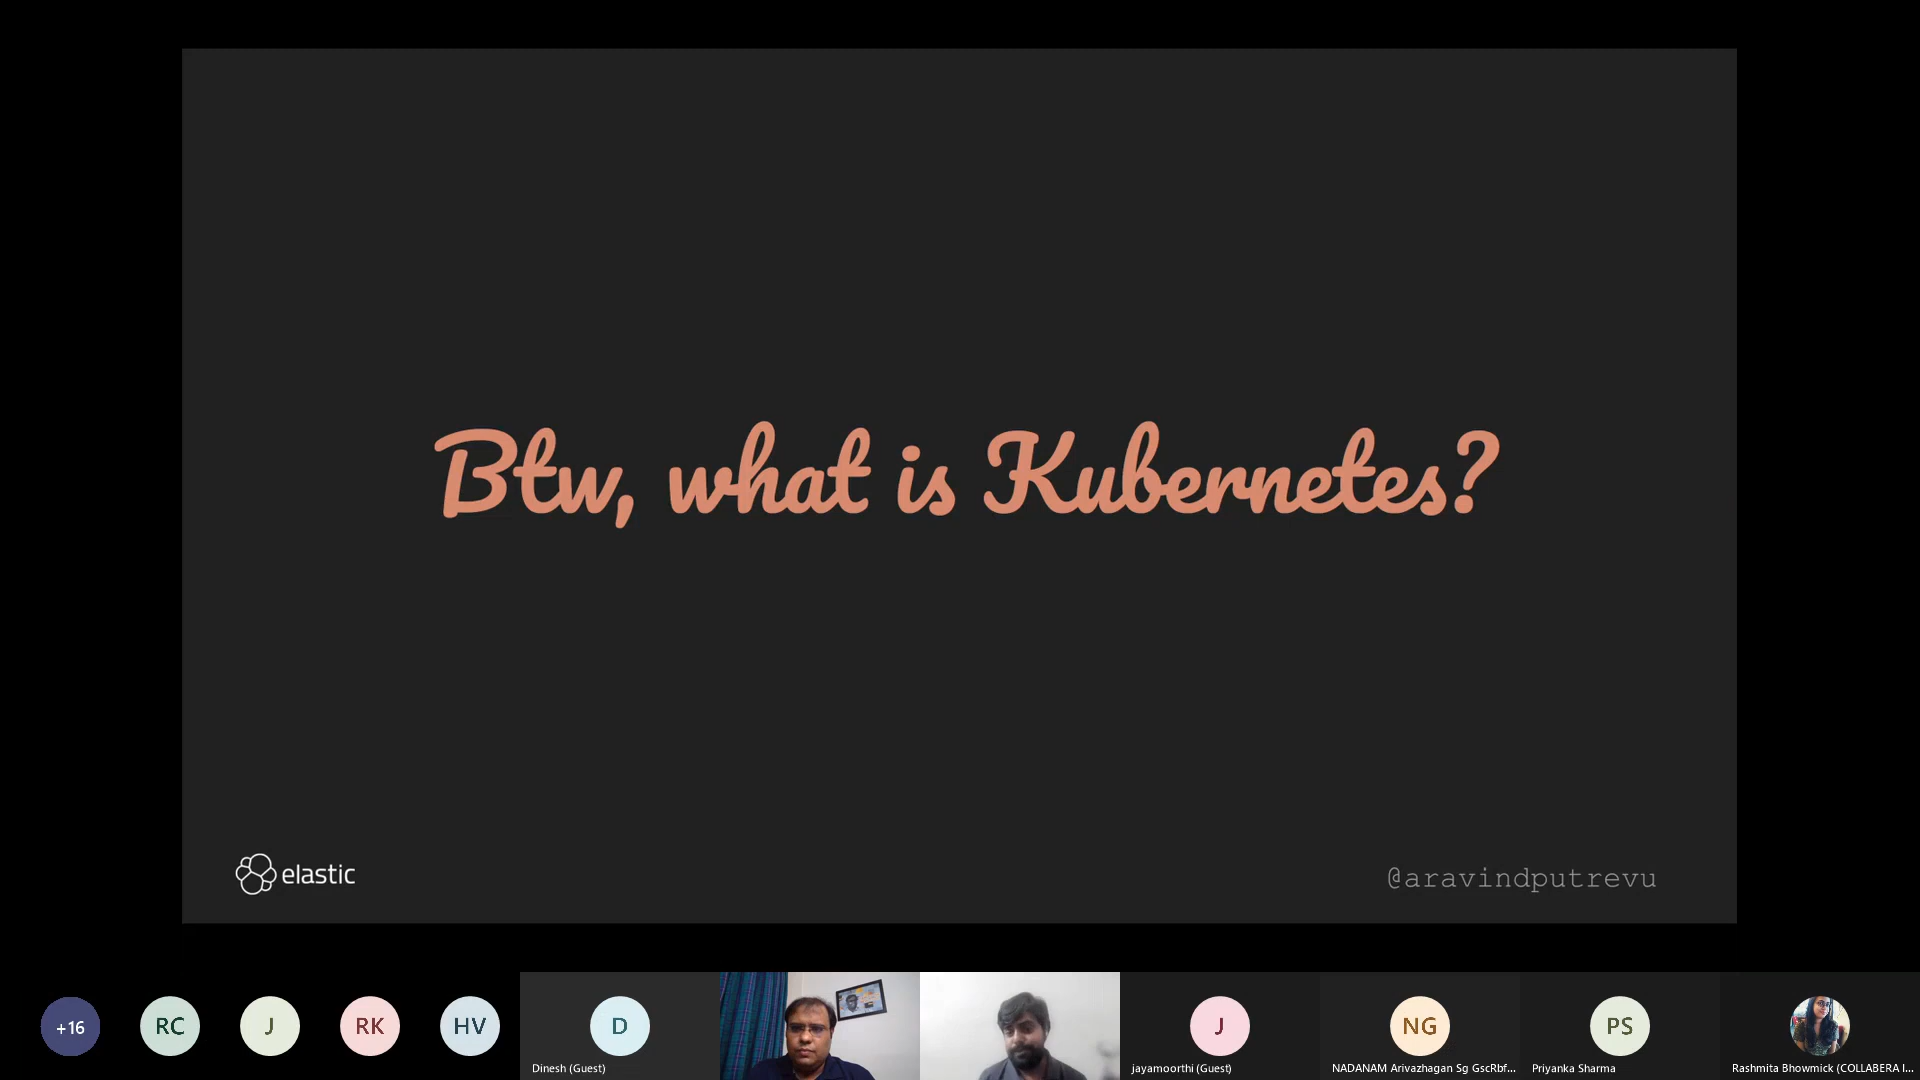 Btw, what is Kubernetes?
elastic
@aravindputrevu
+16
RC
J
RK
HV
D
Dinesh (Guest)
J
jayamoorthi (Guest)
NG
NADANAM Arivazhagan Sg GscRbf...
PS
Priyanka Sharma
Rashmita Bhowmick (COLLABERA I...